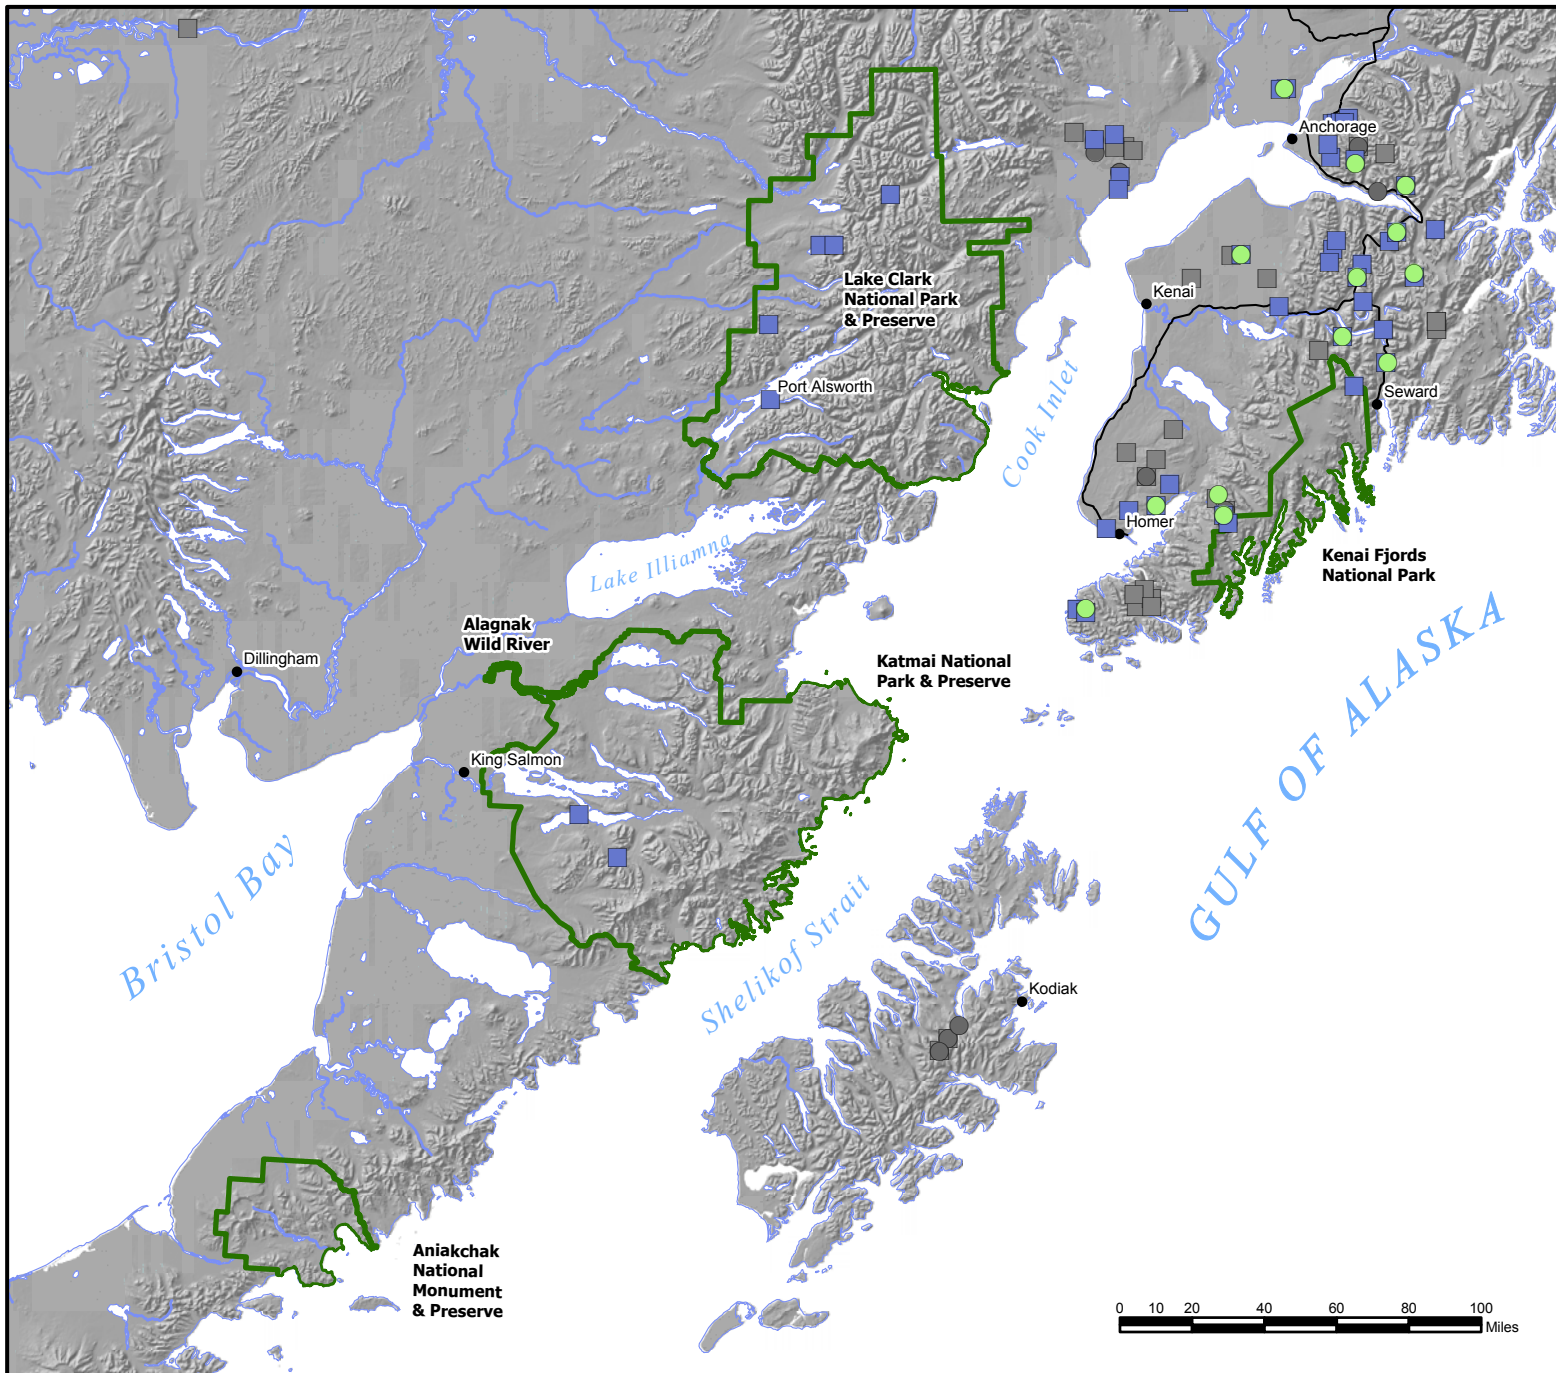 Anchorage
Lake Clark
National Park
& Preserve
Kenai
Cook Inlet
Port Alsworth
Seward
Homer
Kenai Fjords
National Park
Lake Illiamna
Alagnak
Wild River
Dillingham
Katmai National
Park & Preserve
GULF OF ALASKA
King Salmon
Bristol Bay
Shelikof Strait
Kodiak
Aniakchak
National
Monument
& Preserve
0 10 20 40 60 80 100
Miles